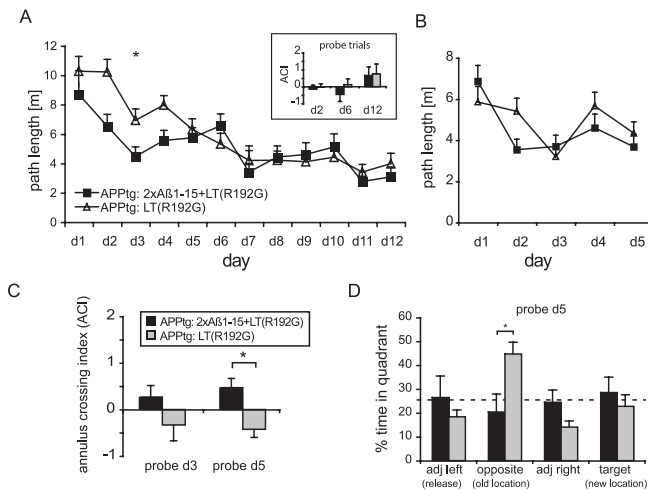 A
path length [m]
12
10
8
6
4
2
0
*
probe trials
ACI
1
0
-1
d2 d6 d12
APPtg: 2xAß1-15+LT(R192G)
APPtg: LT(R192G)
d1 d2 d3 d4 d5 d6 d7 d8 d9 d10 d11 d12
day
B
path length [m]
8
6
4
2
0
d1 d2 d3 d4 d5
day
C
annulus crossing index (ACI)
2
1
0
-1
APPtg: 2xAß1-15+LT(R192G)
APPtg: LT(R192G)
*
probe d3 probe d5
D
probe d5
% time in quadrant
60
50
40
30
20
10
0
*
adj left opposite adj right target
(release) (old location) (new location)